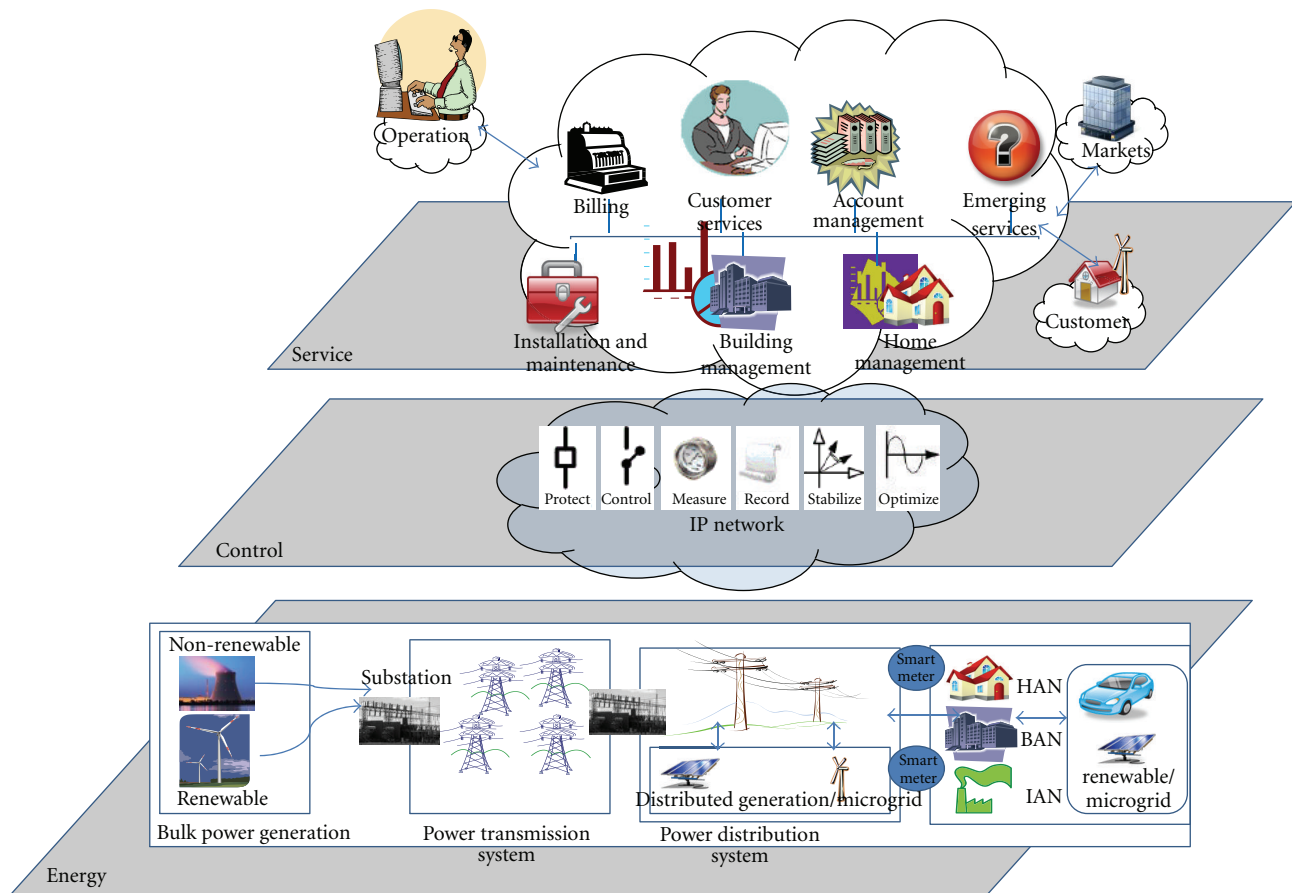 Operation
Markets
Billing
Customer
services
Account
management
Emerging
services
Customer
Installation and
maintenance
Building
management
Home
management
Service
Protect
Control
Measure
Record
Stabilize
Optimize
IP network
Control
Non-renewable
Substation
Smart
meter
HAN
BAN
Smart
meter
Renewable
Distributed generation/microgrid
IAN
renewable/
microgrid
Bulk power generation
Power transmission
system
Power distribution
system
Energy